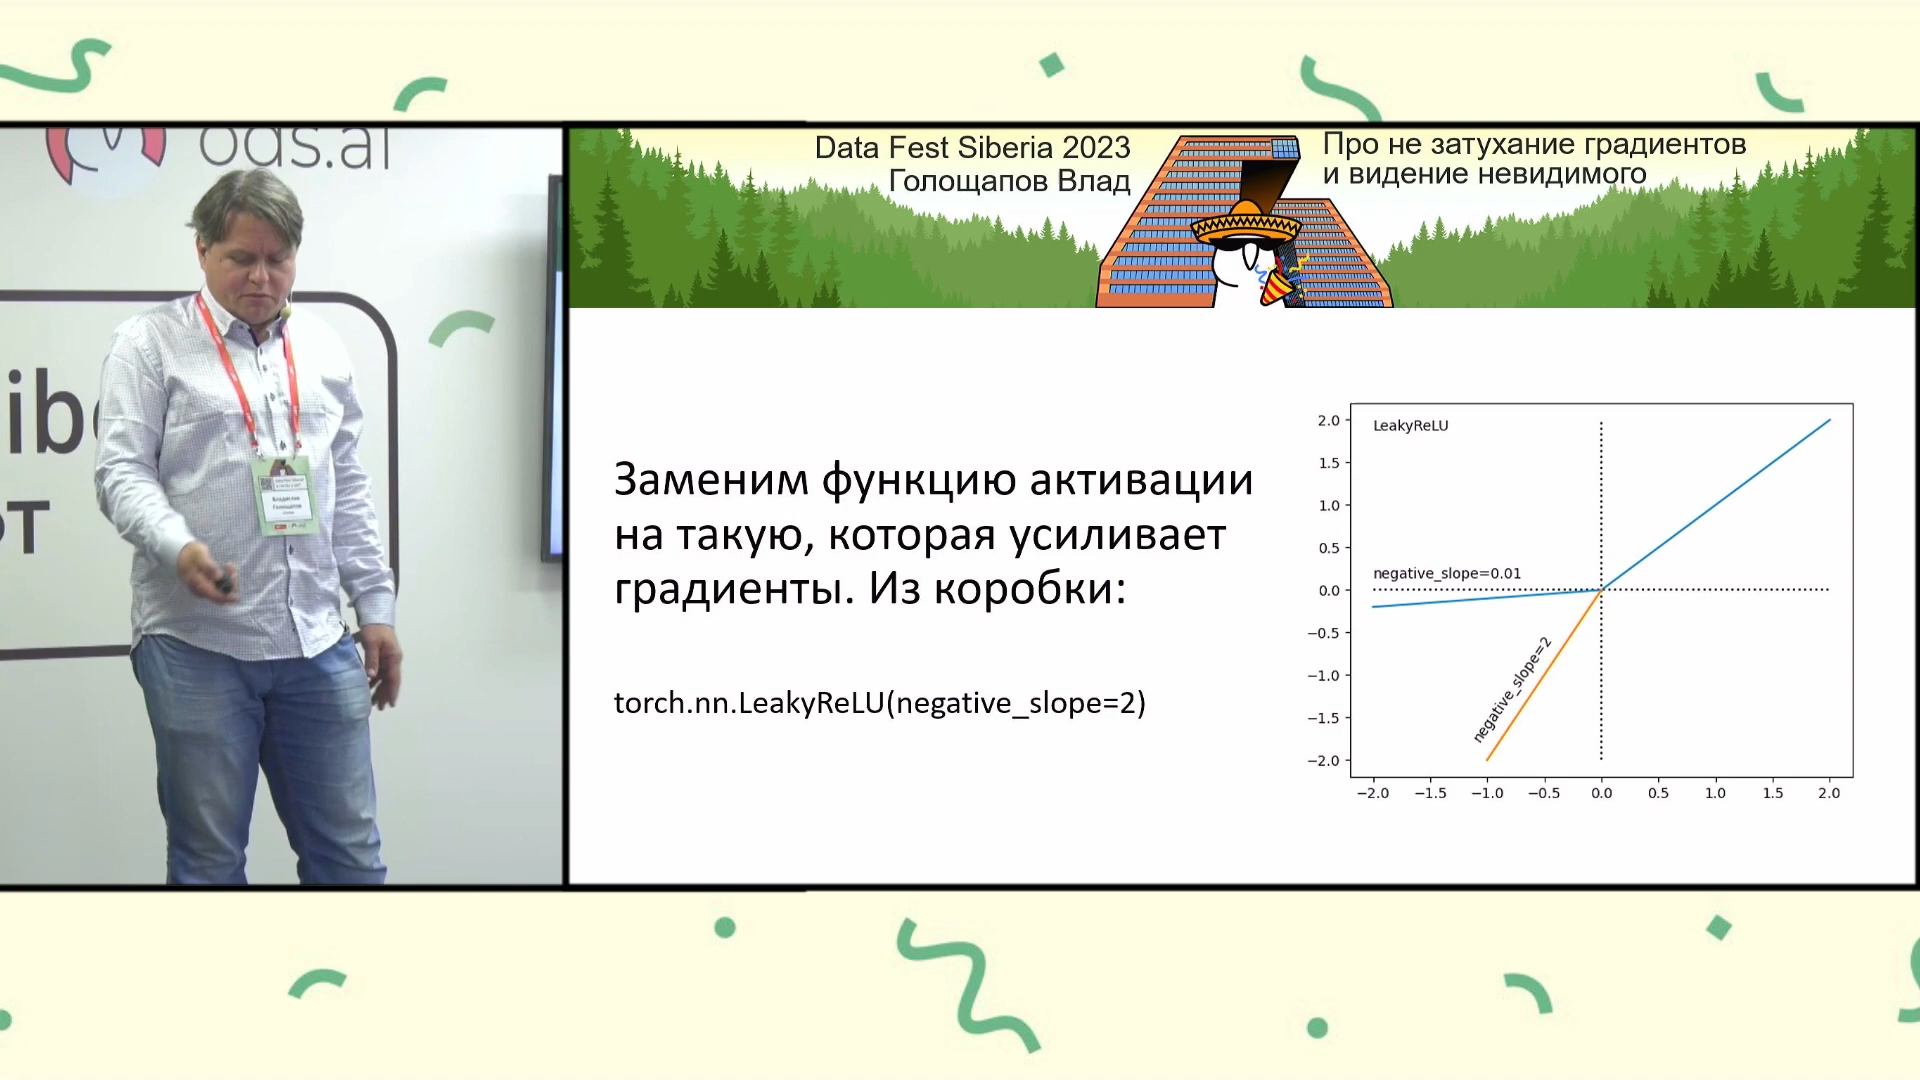 ods.ai
Data Fest Siberia 2023
Голощапов Влад
Про не затухание градиентов
и видение невидимого
Заменим функцию активации
на такую, которая усиливает
градиенты. Из коробки:
torch.nn.LeakyReLU(negative_slope=2)
LeakyReLU
negative_slope=0.01
negative_slope=2
2.0
1.5
1.0
0.5
0.0
−0.5
−1.0
−1.5
−2.0
−2.0 −1.5 −1.0 −0.5 0.0 0.5 1.0 1.5 2.0
Владислав
Голощапов